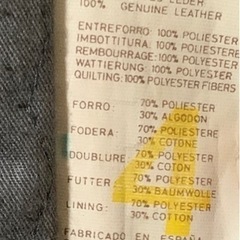 100% GENUINE LEATHER
ENTREFORRO: 100% POLIESTER
IMBOTTITURA: 100% POLIESTERE
REMBOURRAGE: 100% POLYESTER
WATTIERUNG: 100% POLYESTER
QUILTING: 100% POLYESTER FIBERS
FORRO: 70% POLIESTER
30% ALGODON
FODERA 70% POLIESTERE
30% COTONE
DOUBLURE 70% POLYESTER
30% COTON
FUTTER 70% POLYESTER
30% BAUMWOLLE
LINING: 70% POLYESTER
30% COTTON
FABRICADO EN ESPAÑA
4